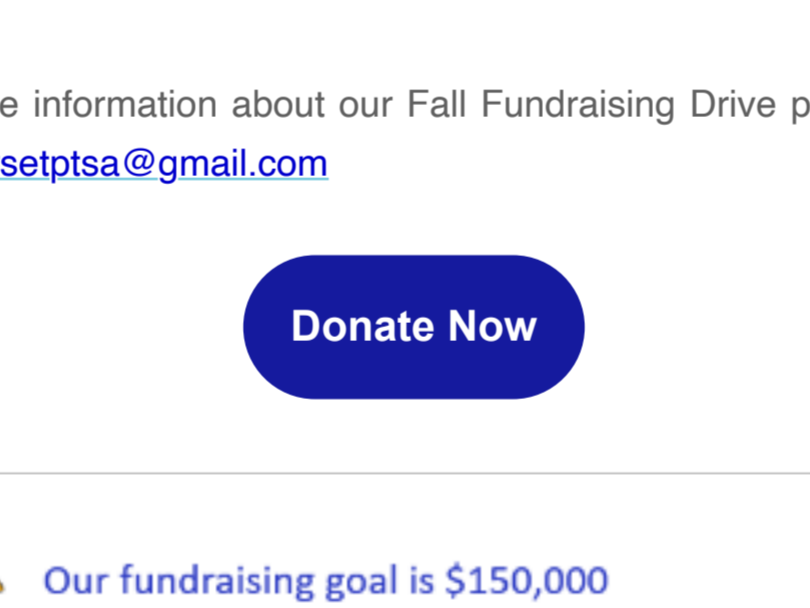 e information about our Fall Fundraising Drive p
setptsa@gmail.com
Donate Now
Our fundraising goal is $150,000